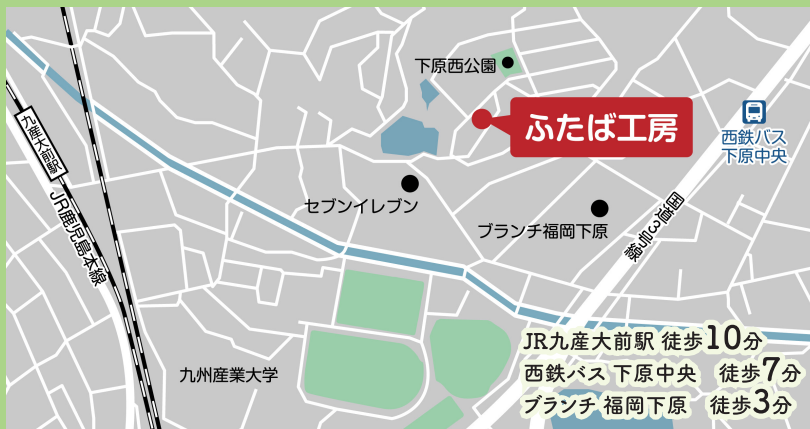 下原西公園
ふたば工房
西鉄バス
下原中央
九産大前駅
JR鹿児島本線
セブンイレブン
ブランチ福岡下原
国道3号線
九州産業大学
JR九産大前駅 徒歩10分
西鉄バス 下原中央 徒歩7分
ブランチ 福岡下原 徒歩3分